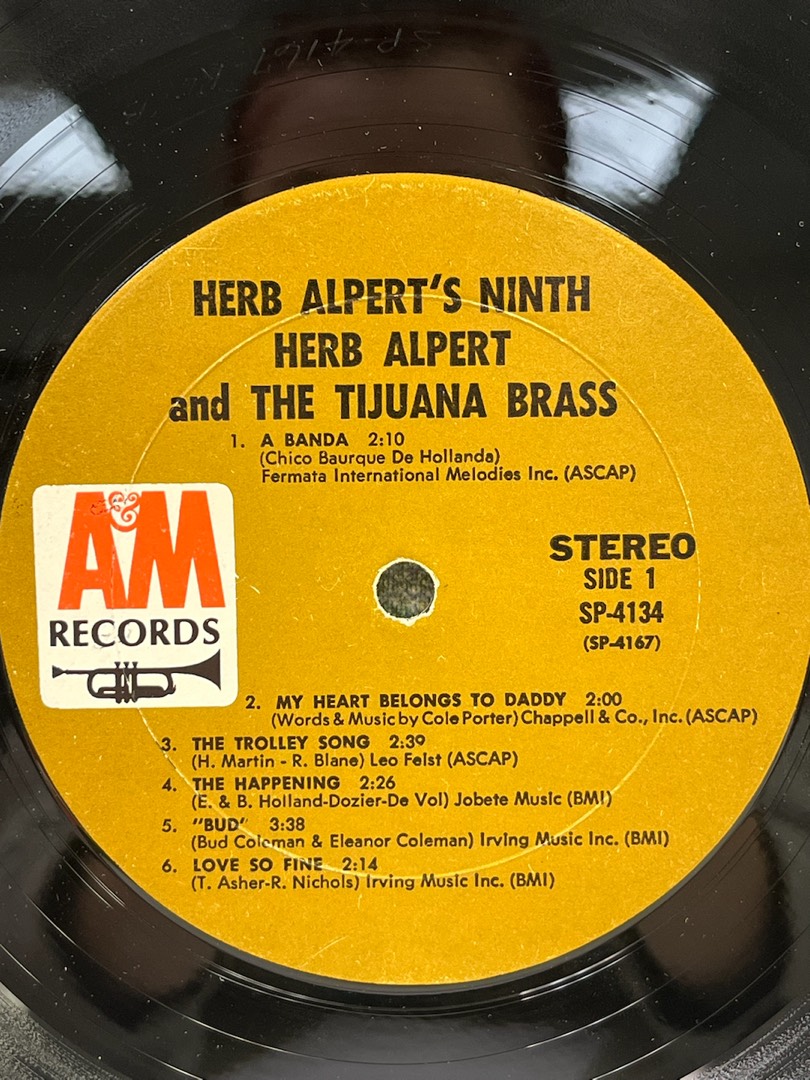 SP-4167
HERB ALPERT'S NINTH
HERB ALPERT
and THE TIJUANA BRASS
1. A BANDA 2:10
(Chico Baurque De Hollanda)
Fermata International Melodies Inc. (ASCAP)
A&M
RECORDS
STEREO
SIDE 1
SP-4134
(SP-4167)
2. MY HEART BELONGS TO DADDY 2:00
(Words & Music by Cole Porter) Chappell & Co., Inc. (ASCAP)
3. THE TROLLEY SONG 2:39
(H. Martin - R. Blane) Leo Felst (ASCAP)
4. THE HAPPENING 2:26
(E. & B. Holland-Dozier-De Vol) Jobete Music (BMI)
5. "BUD" 3:38
(Bud Coleman & Eleanor Coleman) Irving Music Inc. (BMI)
6. LOVE SO FINE 2:14
(T. Asher-R. Nichols) Irving Music Inc. (BMI)